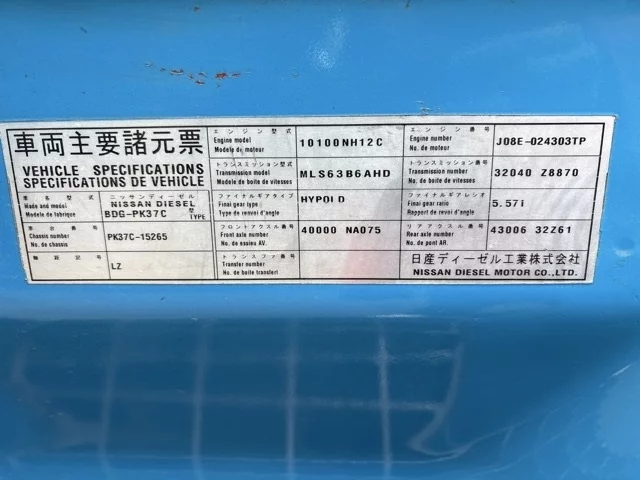 車両主要諸元票
VEHICLE SPECIFICATIONS
SPECIFICATIONS DE VEHICLE
車名型式 ニッサンディーゼル 型式
Make and model NISSAN DIESEL
Modele de fabrique BDG-PK37C TYPE
車台番号
Chassis number PK37C-15265
No. de chassis
軸距記号 LZ
エンジン型式
Engine model 10100NH12C
Modele de moteur
トランスミッション型式
Transmission model MLS63B6AHD
Modele de boite de vitesses
ファイナルギアタイプ
Final gear type HYPOID
Type de renvoi d'angle
フロントアクスル番号
Front axle number 40000 NA075
No. de essieu AV.
トランスファ番号
Transfer number
No. de boite transfert
エンジン番号
Engine number J08E-024303TP
No. de moteur
トランスミッション番号
Transmission number 32040 Z8870
No. de boite de vitesses
ファイナルギアレシオ
Final gear ratio 5.571
Rapport de renvoi d'angle
リアアクスル番号
Rear axle number 43006 32Z61
No. de pont AR.
日産ディーゼル工業株式会社
NISSAN DIESEL MOTOR CO., LTD.